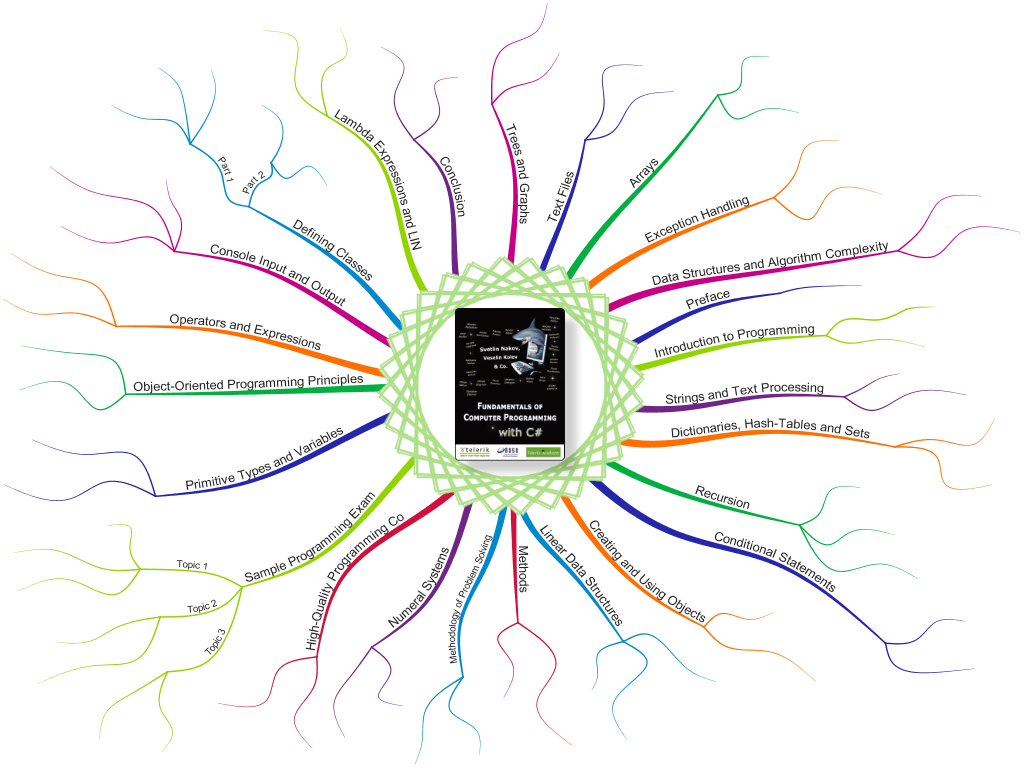 Trees and Graphs
Text Files
Arrays
Exception Handling
Data Structures and Algorithm Complexity
Preface
Introduction to Programming
Strings and Text Processing
Dictionaries, Hash-Tables and Sets
Recursion
Conditional Statements
Creating and Using Objects
Linear Data Structures
Methods
Methodology of Problem Solving
Numeral Systems
High-Quality Programming Co
Sample Programming Exam
Topic 1
Topic 2
Topic 3
Primitive Types and Variables
Object-Oriented Programming Principles
Operators and Expressions
Console Input and Output
Defining Classes
Part 1
Part 2
Lambda Expressions and LIN
Conclusion
Svetlin Nakov,
Veselin Kolev
& Co.
FUNDAMENTALS OF
COMPUTER PROGRAMMING
with C#
telerik